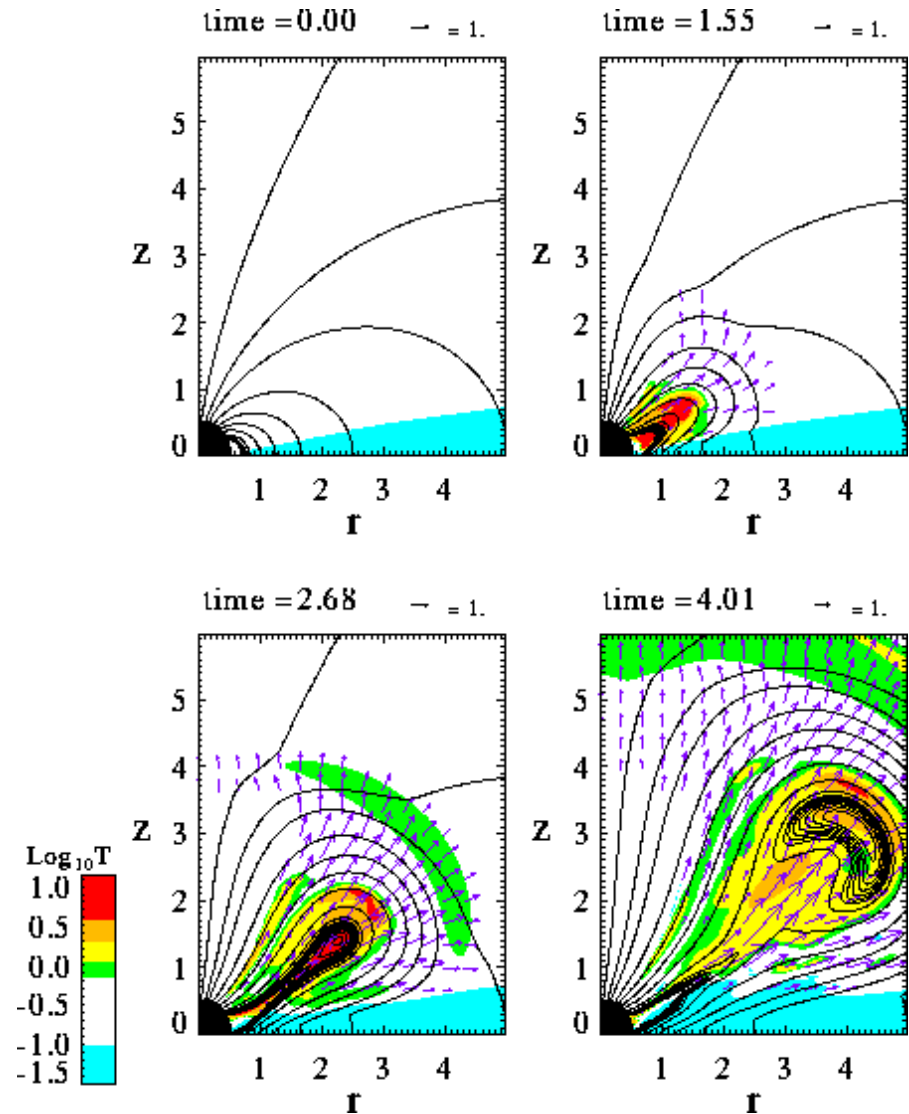 time = 0.00 → = 1.
time = 1.55 → = 1.
5
4
z 3
2
1
0
1 2 3 4
r
5
4
z 3
2
1
0
1 2 3 4
r
time = 2.68 → = 1.
time = 4.01 → = 1.
5
4
z 3
2
1
0
1 2 3 4
r
5
4
z 3
2
1
0
1 2 3 4
r
Log₁₀T
1.0
0.5
0.0
-0.5
-1.0
-1.5